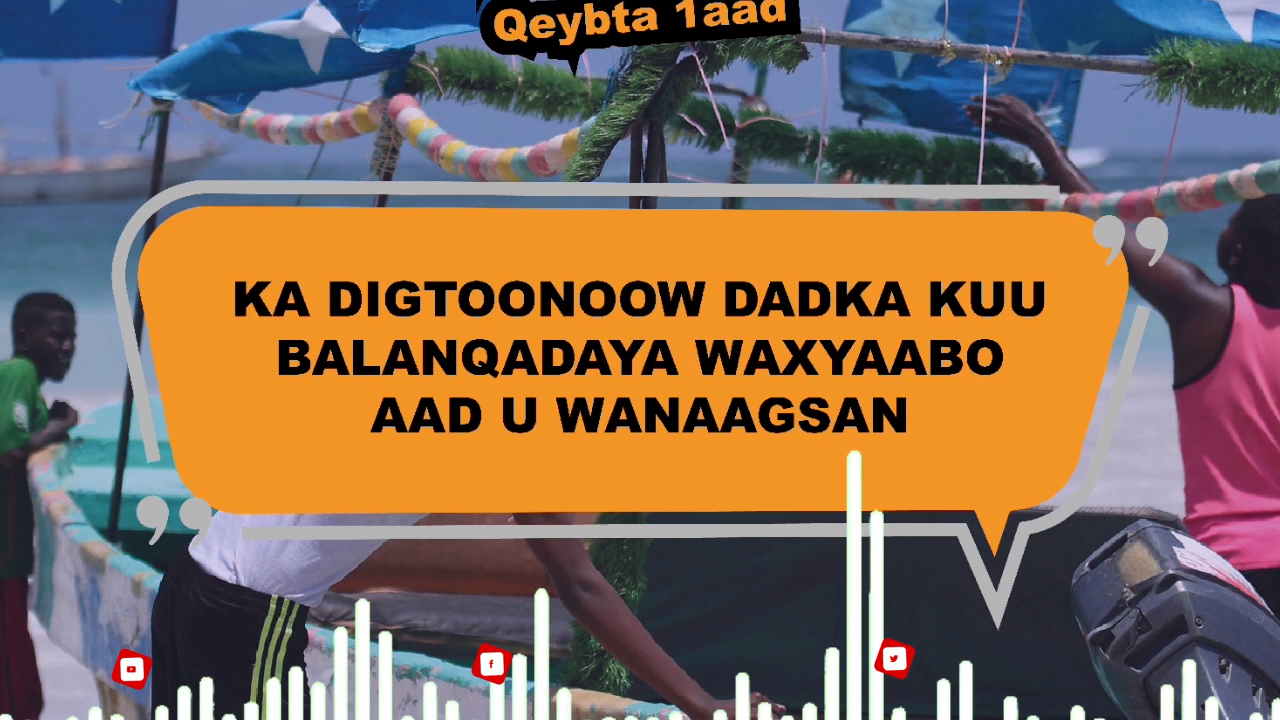 Qeybta 1aad
KA DIGTOONOOW DADKA KUU
BALANQADAYA WAXYAABO
AAD U WANAAGSAN